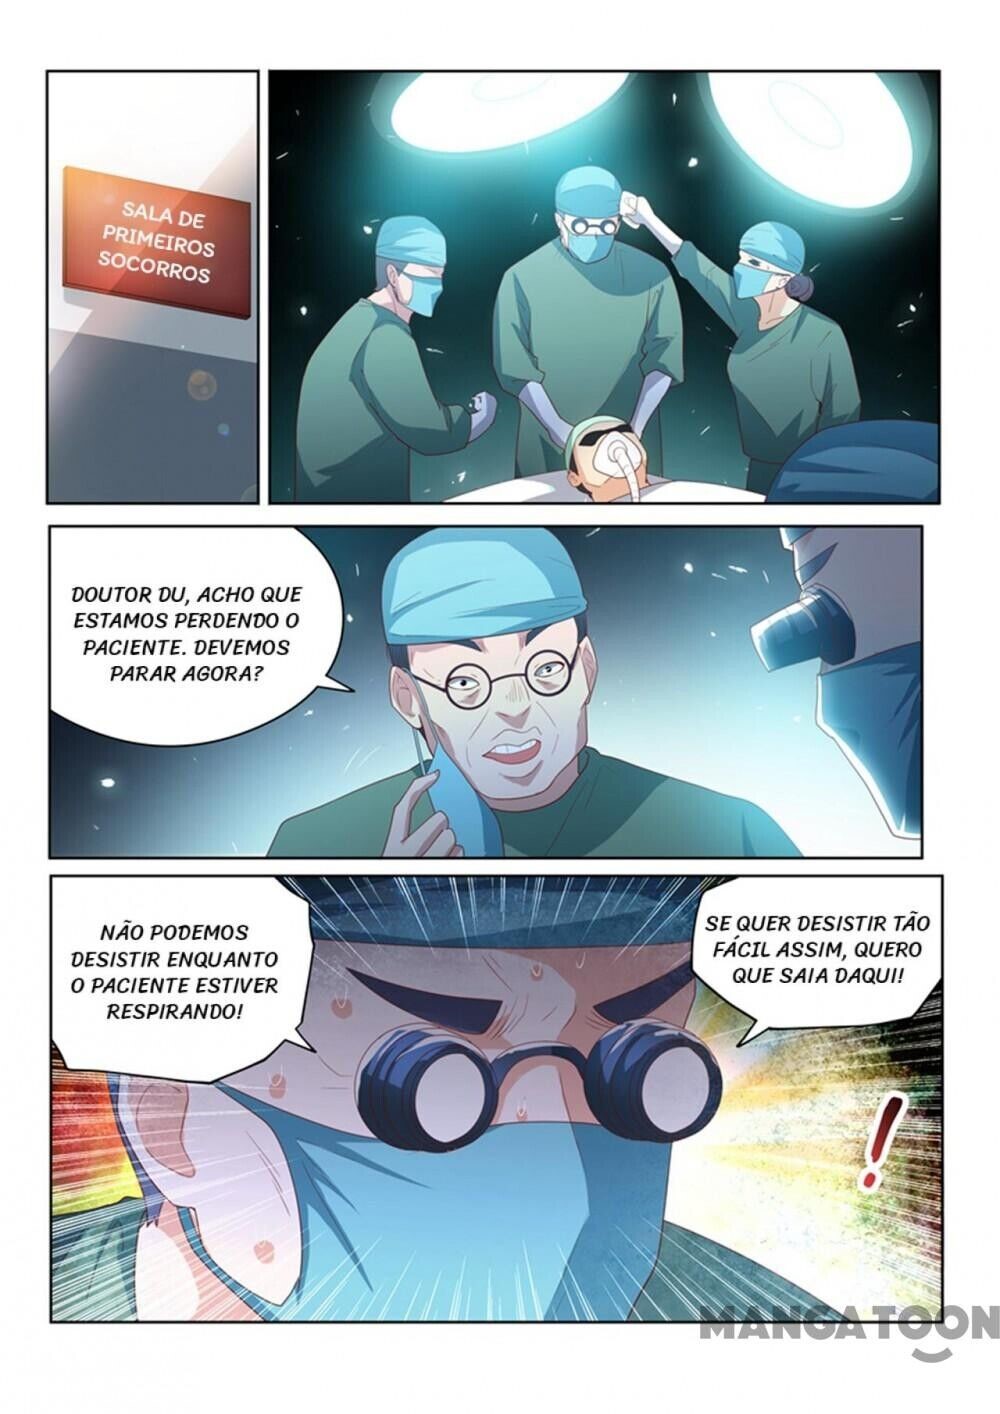 SALA DE
PRIMEIROS
SOCORROS
DOUTOR DU, ACHO QUE
ESTAMOS PERDENDO O
PACIENTE. DEVEMOS
PARAR AGORA?
NÃO PODEMOS
DESISTIR ENQUANTO
O PACIENTE ESTIVER
RESPIRANDO!
SE QUER DESISTIR TÃO
FÁCIL ASSIM, QUERO
QUE SAIA DAQUI!
!
MANGATOON